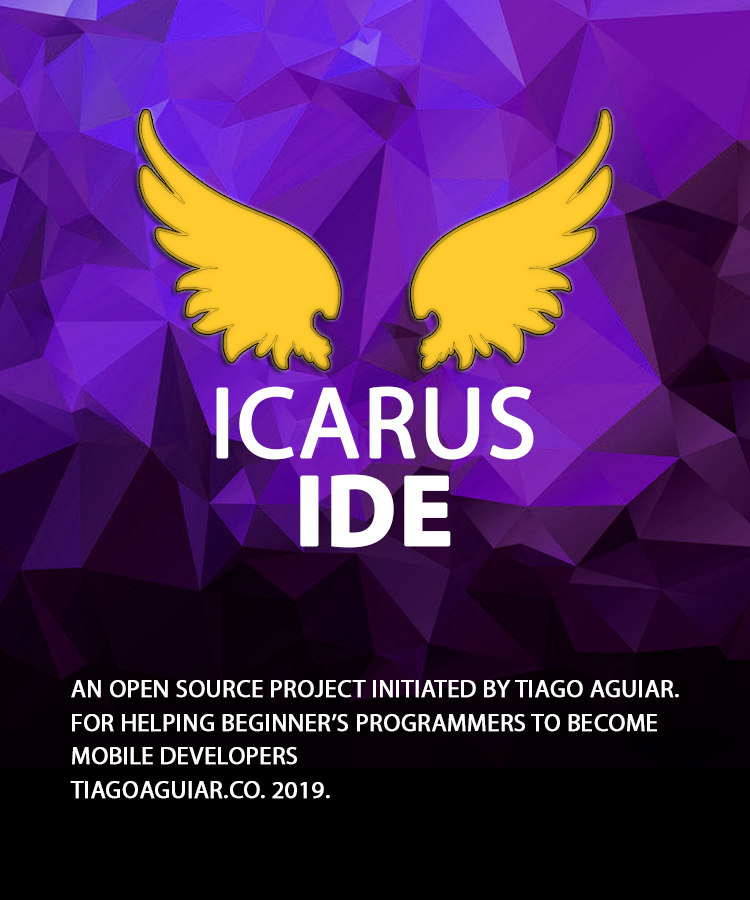 ICARUS
IDE
AN OPEN SOURCE PROJECT INITIATED BY TIAGO AGUIAR.
FOR HELPING BEGINNER’S PROGRAMMERS TO BECOME
MOBILE DEVELOPERS
TIAGOAGUIAR.CO. 2019.